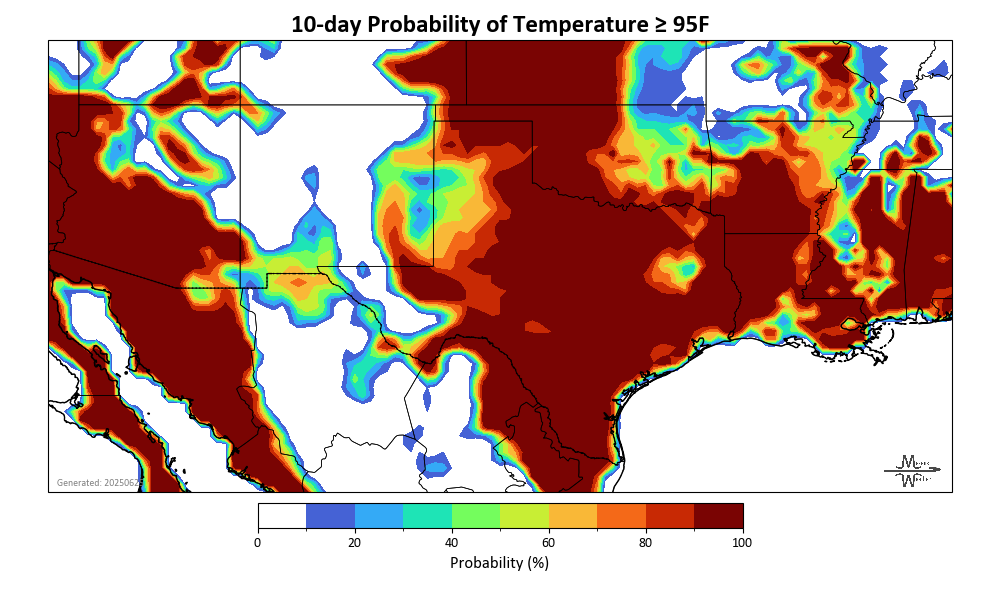 10-day Probability of Temperature ≥ 95F
Generated: 2025062
0 20 40 60 80 100
Probability (%)